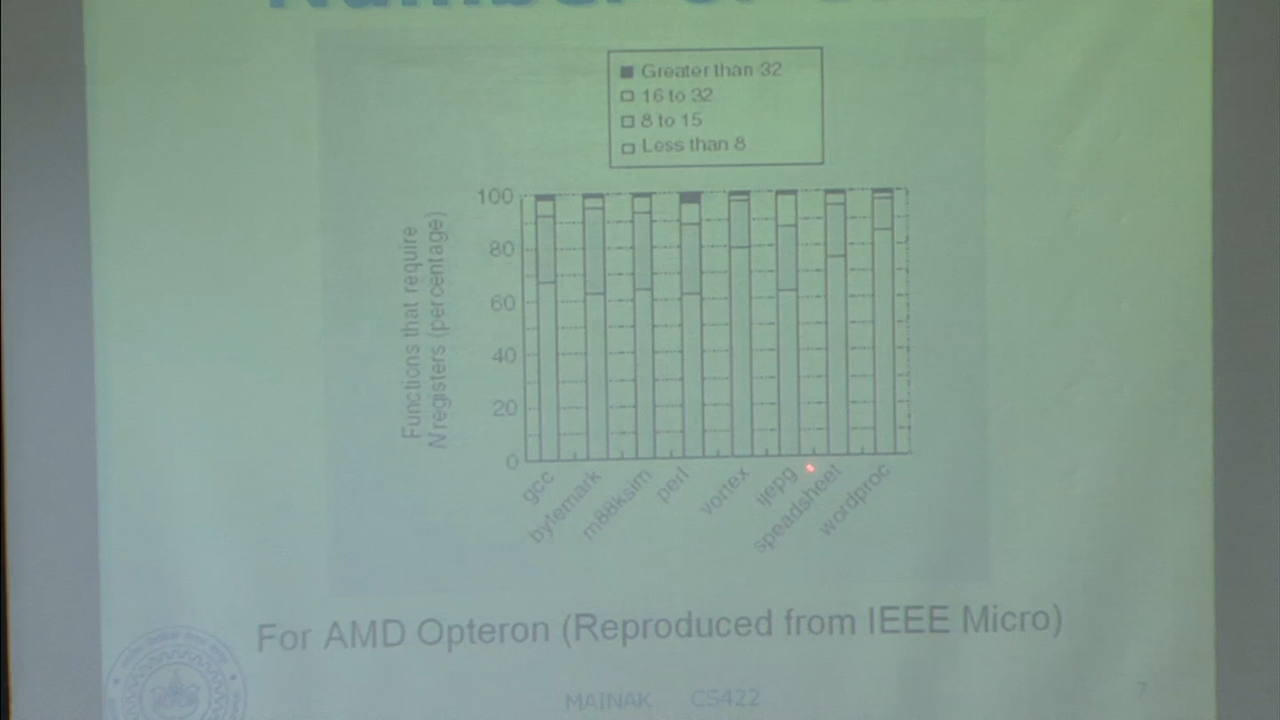 Number of
Greater than 32
16 to 32
8 to 15
Less than 8
Functions that require
N registers (percentage)
100
80
60
40
20
0
gcc
bytemark
m88ksim
perl
vortex
ijepg
speadsheet
wordproc
For AMD Opteron (Reproduced from IEEE Micro)
MAINAK CS422
7